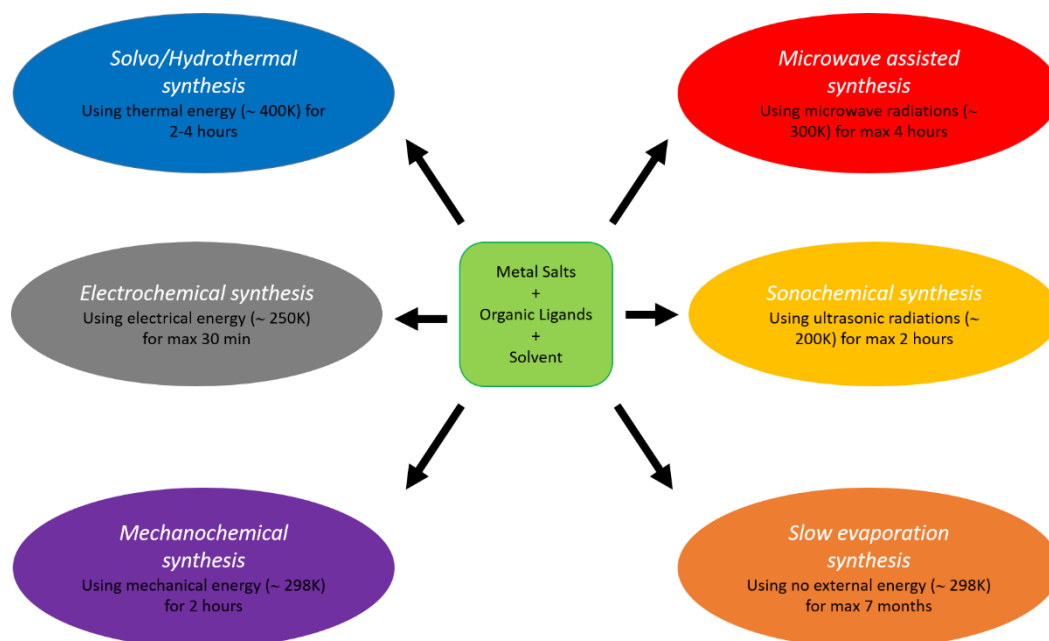 Solvo/Hydrothermal
synthesis
Using thermal energy (~ 400K) for
2-4 hours
Microwave assisted
synthesis
Using microwave radiations (~
300K) for max 4 hours
Electrochemical synthesis
Using electrical energy (~ 250K)
for max 30 min
Metal Salts
+
Organic Ligands
+
Solvent
Sonochemical synthesis
Using ultrasonic radiations (~
200K) for max 2 hours
Mechanochemical
synthesis
Using mechanical energy (~ 298K)
for 2 hours
Slow evaporation
synthesis
Using no external energy (~ 298K)
for max 7 months